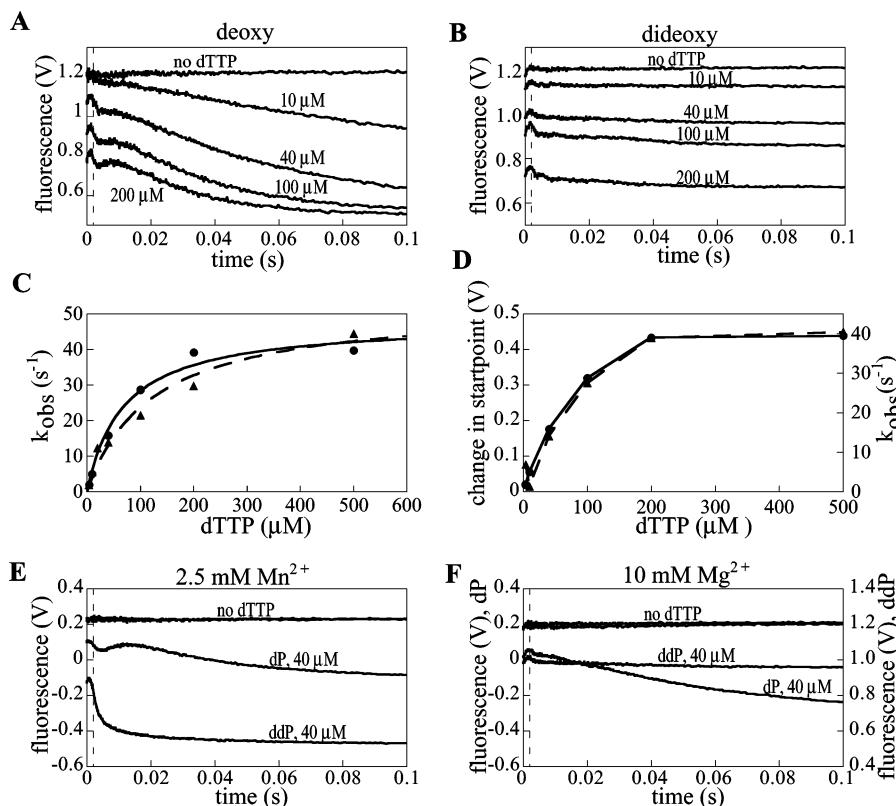 A
deoxy
fluorescence (V)
1.2
1
0.8
0.6
no dTTP
10 µM
40 µM
100 µM
200 µM
0 0.02 0.04 0.06 0.08 0.1
time (s)
B
dideoxy
fluorescence (V)
1.2
1.0
0.8
0.6
no dTTP
10 µM
40 µM
100 µM
200 µM
0 0.02 0.04 0.06 0.08 0.1
time (s)
C
kobs (s-1)
50
40
30
20
10
0
0 100 200 300 400 500 600
dTTP (µM)
D
change in startpoint (V)
0.5
0.4
0.3
0.2
0.1
0
40
30
20
10
0
kobs (s-1)
0 100 200 300 400 500
dTTP (µM )
E
2.5 mM Mn2+
fluorescence (V)
0.4
0.2
0
-0.2
-0.4
-0.6
no dTTP
dP, 40 µM
ddP, 40 µM
0 0.02 0.04 0.06 0.08 0.1
time (s)
F
10 mM Mg2+
fluorescence (V), dP
0.4
0.2
0.0
-0.2
-0.4
-0.6
no dTTP
ddP, 40 µM
dP, 40 µM
1.4
1.2
1.0
0.8
0.6
0.4
fluorescence (V), ddP
0 0.02 0.04 0.06 0.08 0.1
time (s)